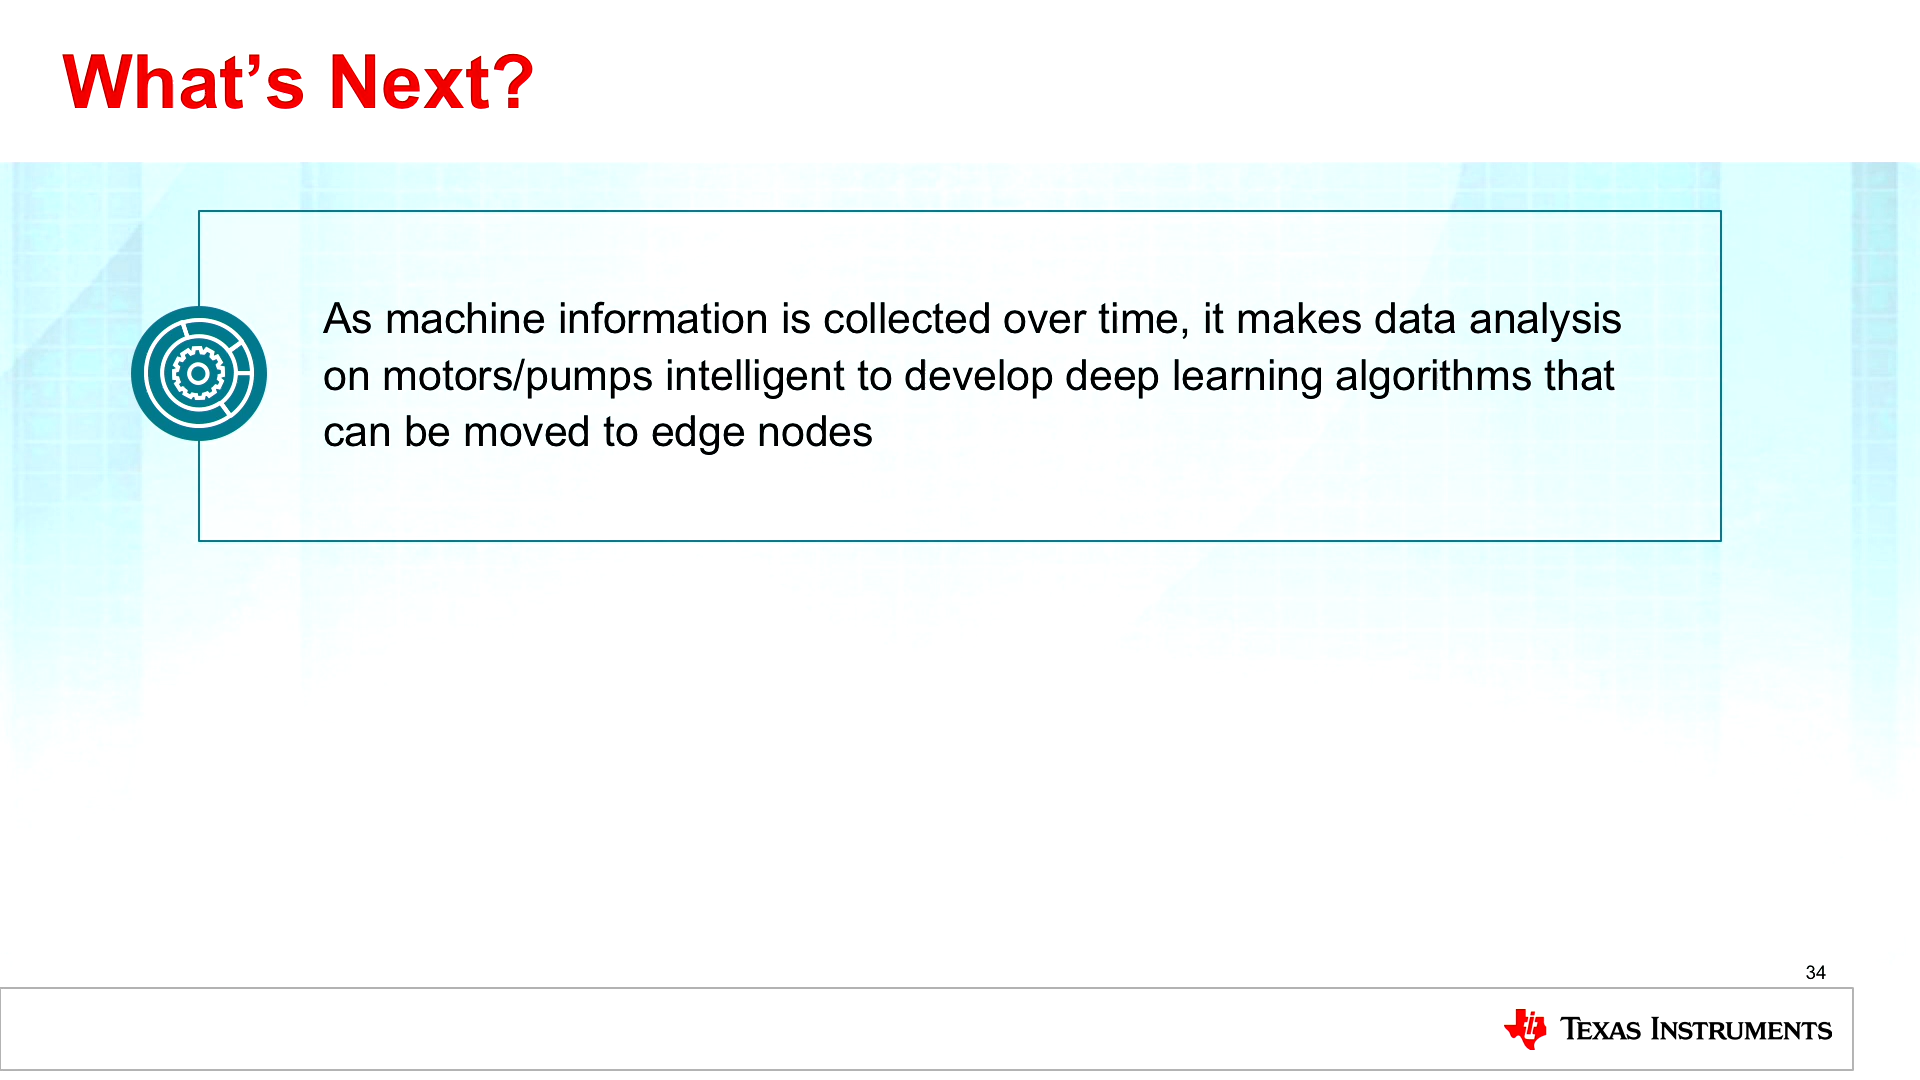 What’s Next?
As machine information is collected over time, it makes data analysis
on motors/pumps intelligent to develop deep learning algorithms that
can be moved to edge nodes
34
TEXAS INSTRUMENTS